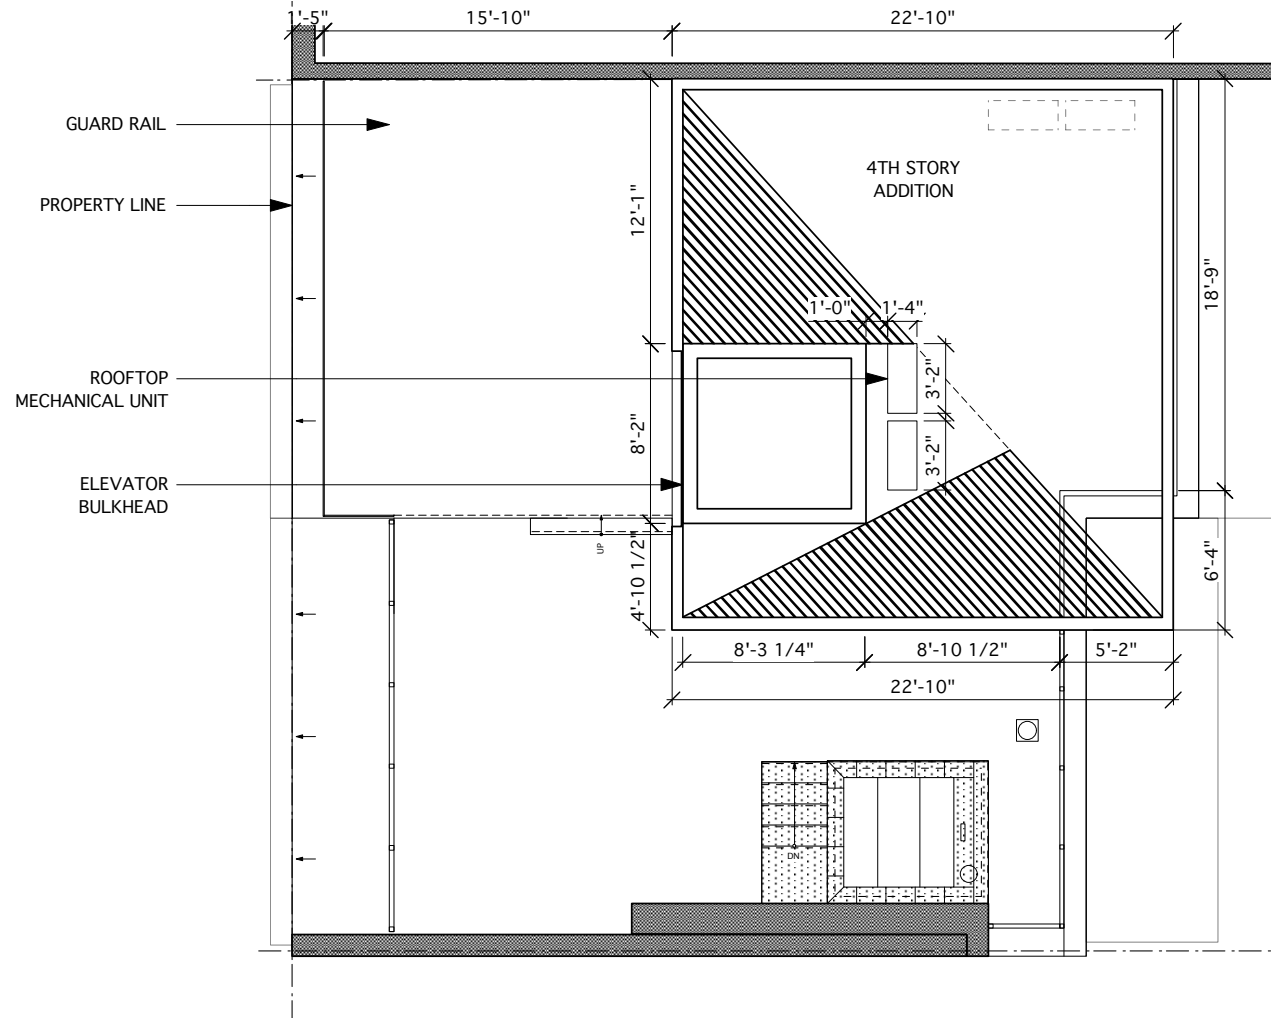 1'-5"
15'-10"
22'-10"
GUARD RAIL
4TH STORY
ADDITION
PROPERTY LINE
12'-1"
18'-9"
1'-0"
1'-4"
ROOFTOP
MECHANICAL UNIT
3'-2"
8'-2"
3'-2"
ELEVATOR
BULKHEAD
UP
4'-10 1/2"
6'-4"
8'-3 1/4"
8'-10 1/2"
5'-2"
22'-10"
DN